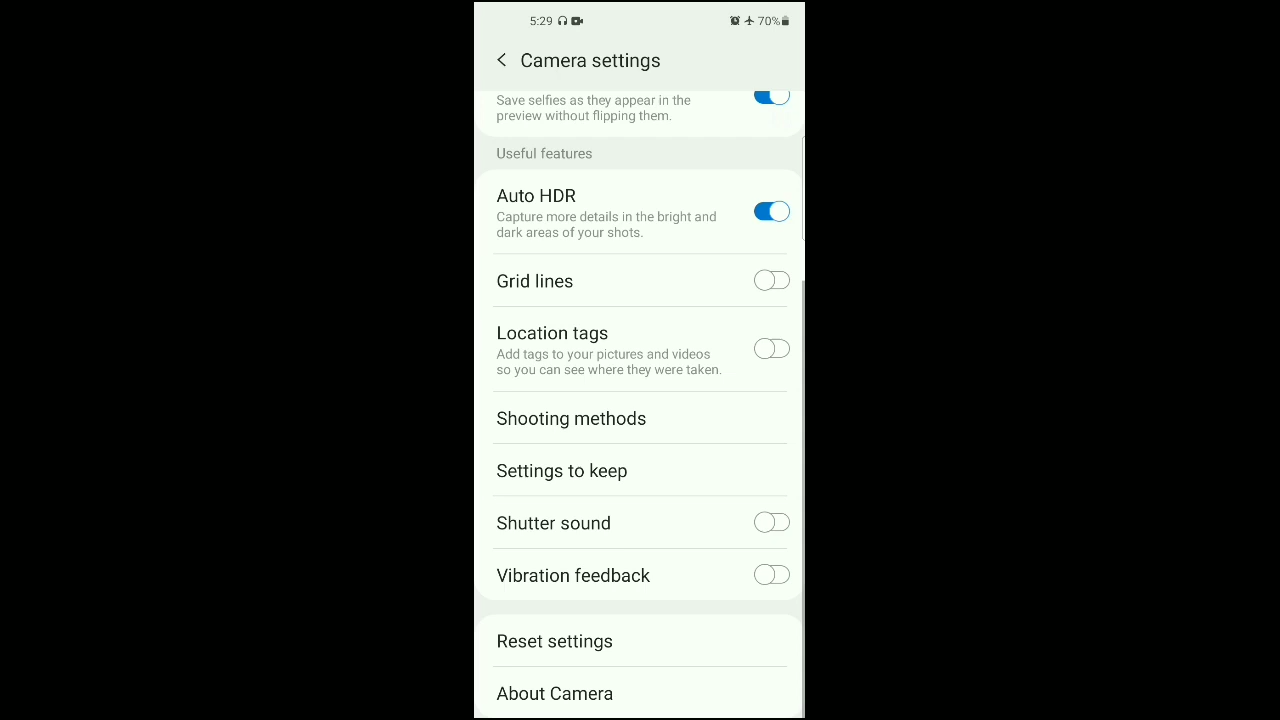 5:29 70%
Camera settings
Save selfies as they appear in the
preview without flipping them.
Useful features
Auto HDR
Capture more details in the bright and
dark areas of your shots.
Grid lines
Location tags
Add tags to your pictures and videos
so you can see where they were taken.
Shooting methods
Settings to keep
Shutter sound
Vibration feedback
Reset settings
About Camera